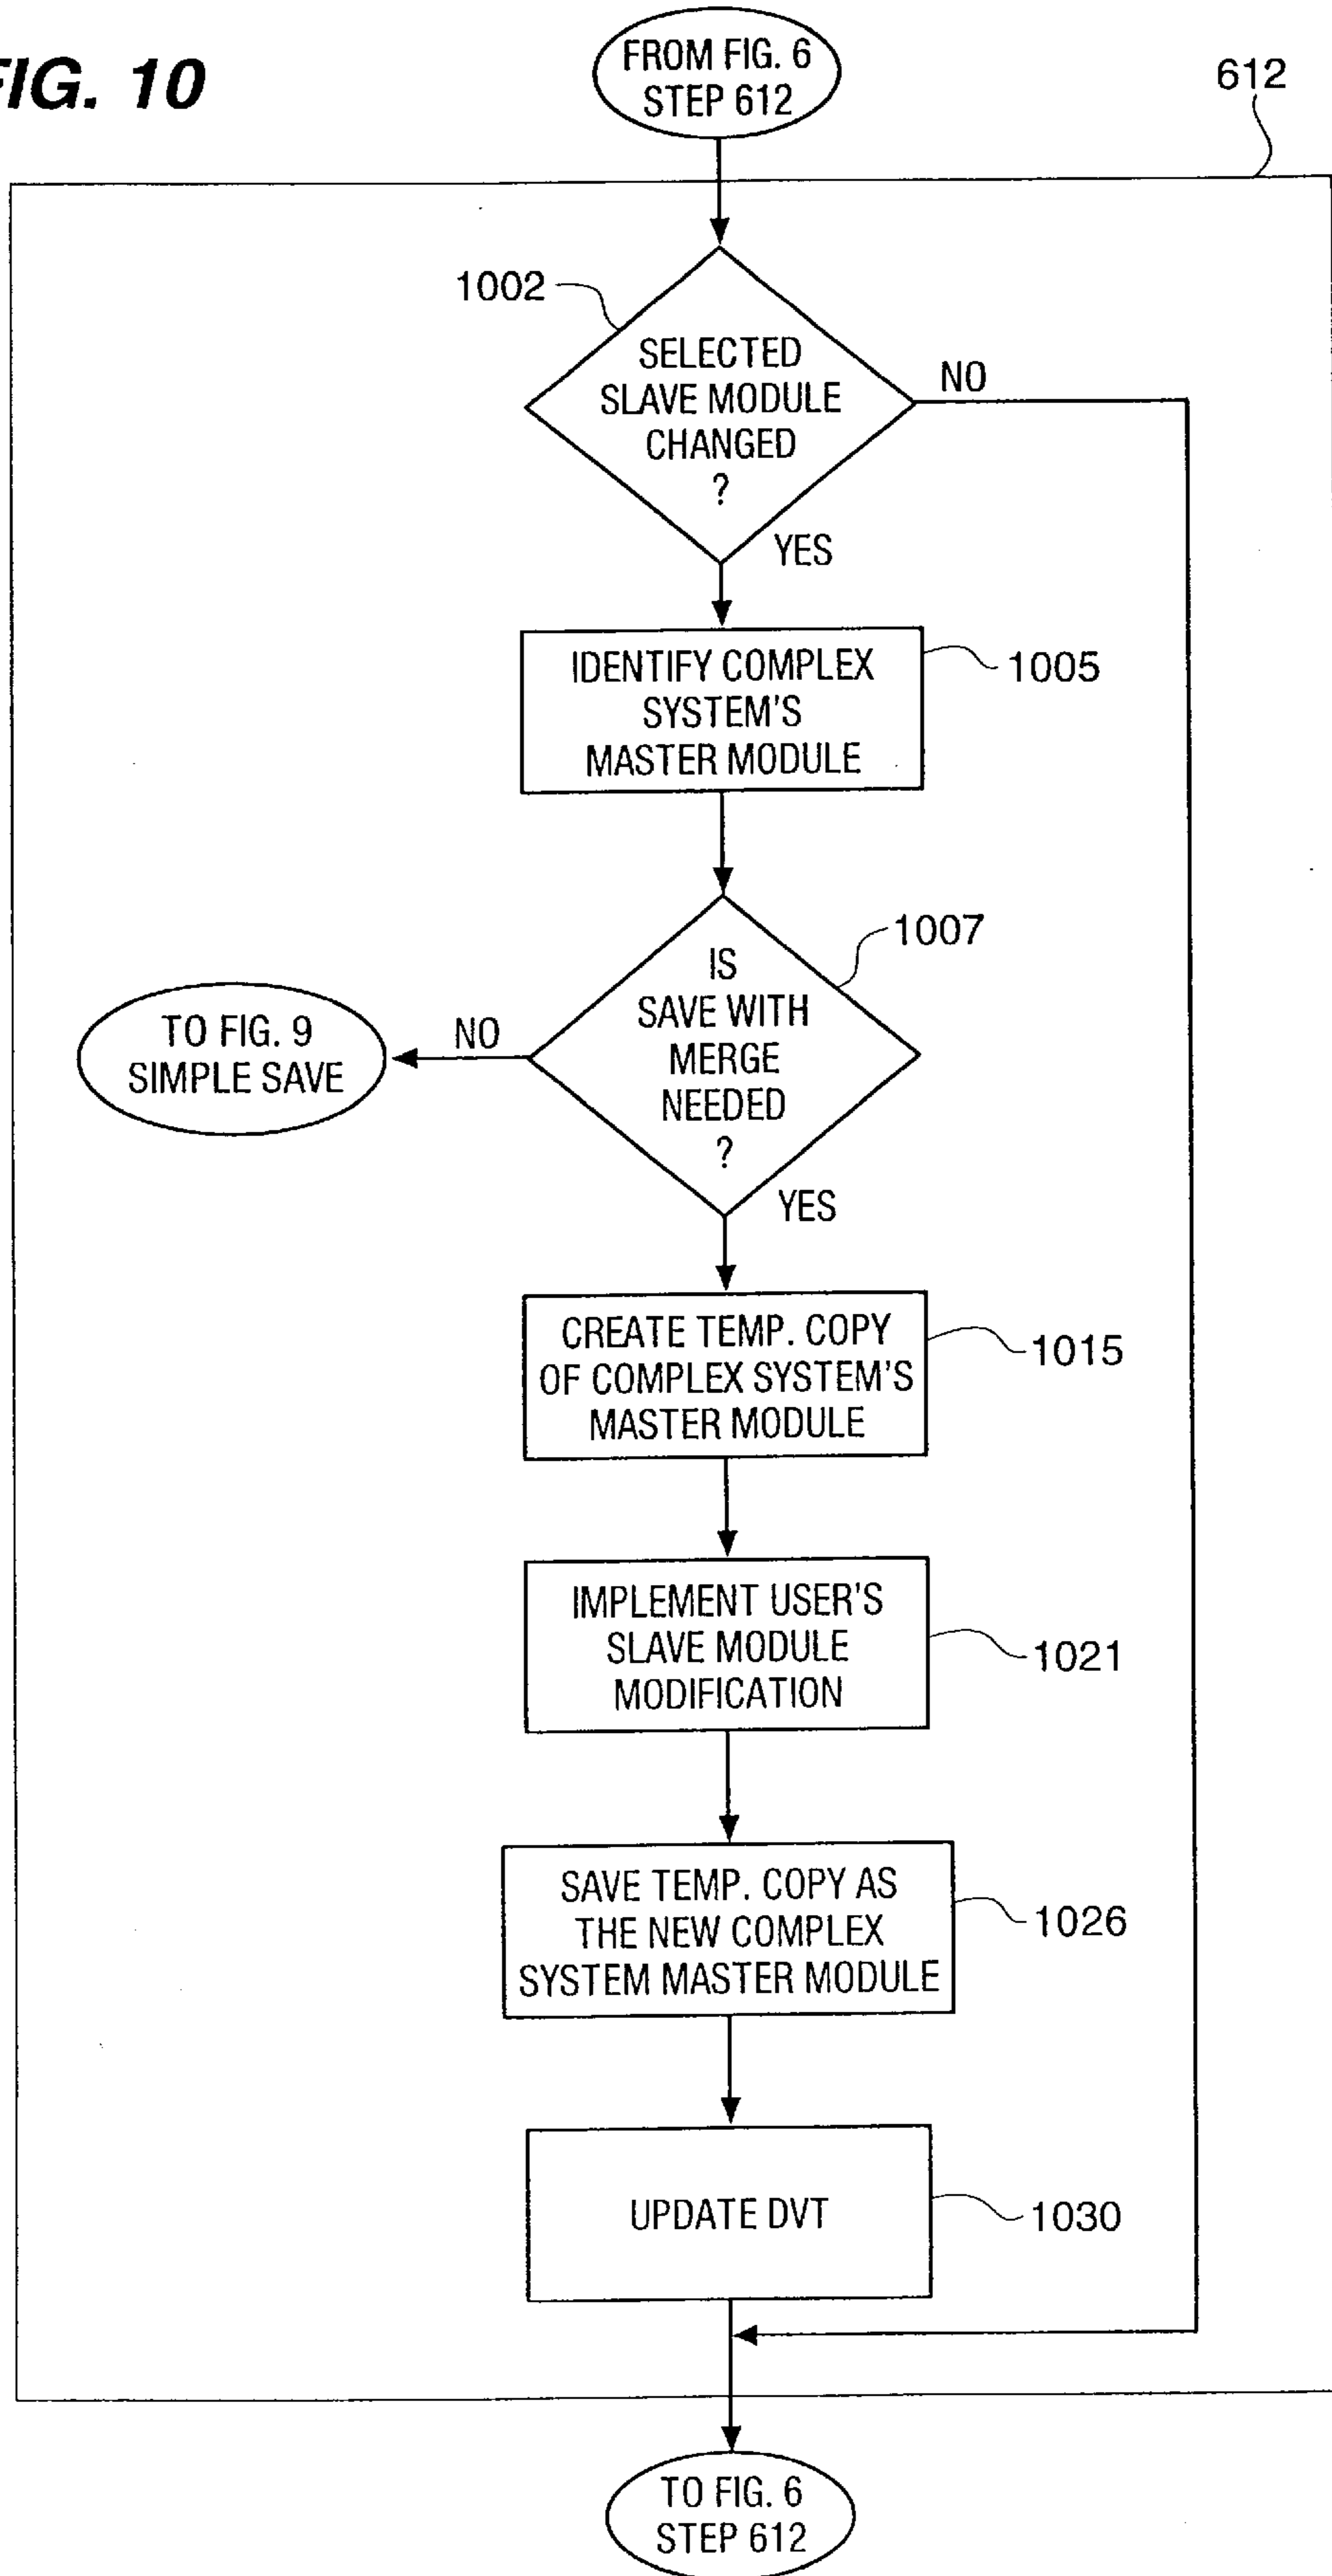 FIG. 10
FROM FIG. 6
STEP 612
612
1002
SELECTED
SLAVE MODULE
CHANGED
?
NO
YES
IDENTIFY COMPLEX
SYSTEM'S
MASTER MODULE
1005
1007
IS
SAVE WITH
MERGE
NEEDED
?
NO
TO FIG. 9
SIMPLE SAVE
YES
CREATE TEMP. COPY
OF COMPLEX SYSTEM'S
MASTER MODULE
1015
IMPLEMENT USER'S
SLAVE MODULE
MODIFICATION
1021
SAVE TEMP. COPY AS
THE NEW COMPLEX
SYSTEM MASTER MODULE
1026
UPDATE DVT
1030
TO FIG. 6
STEP 612